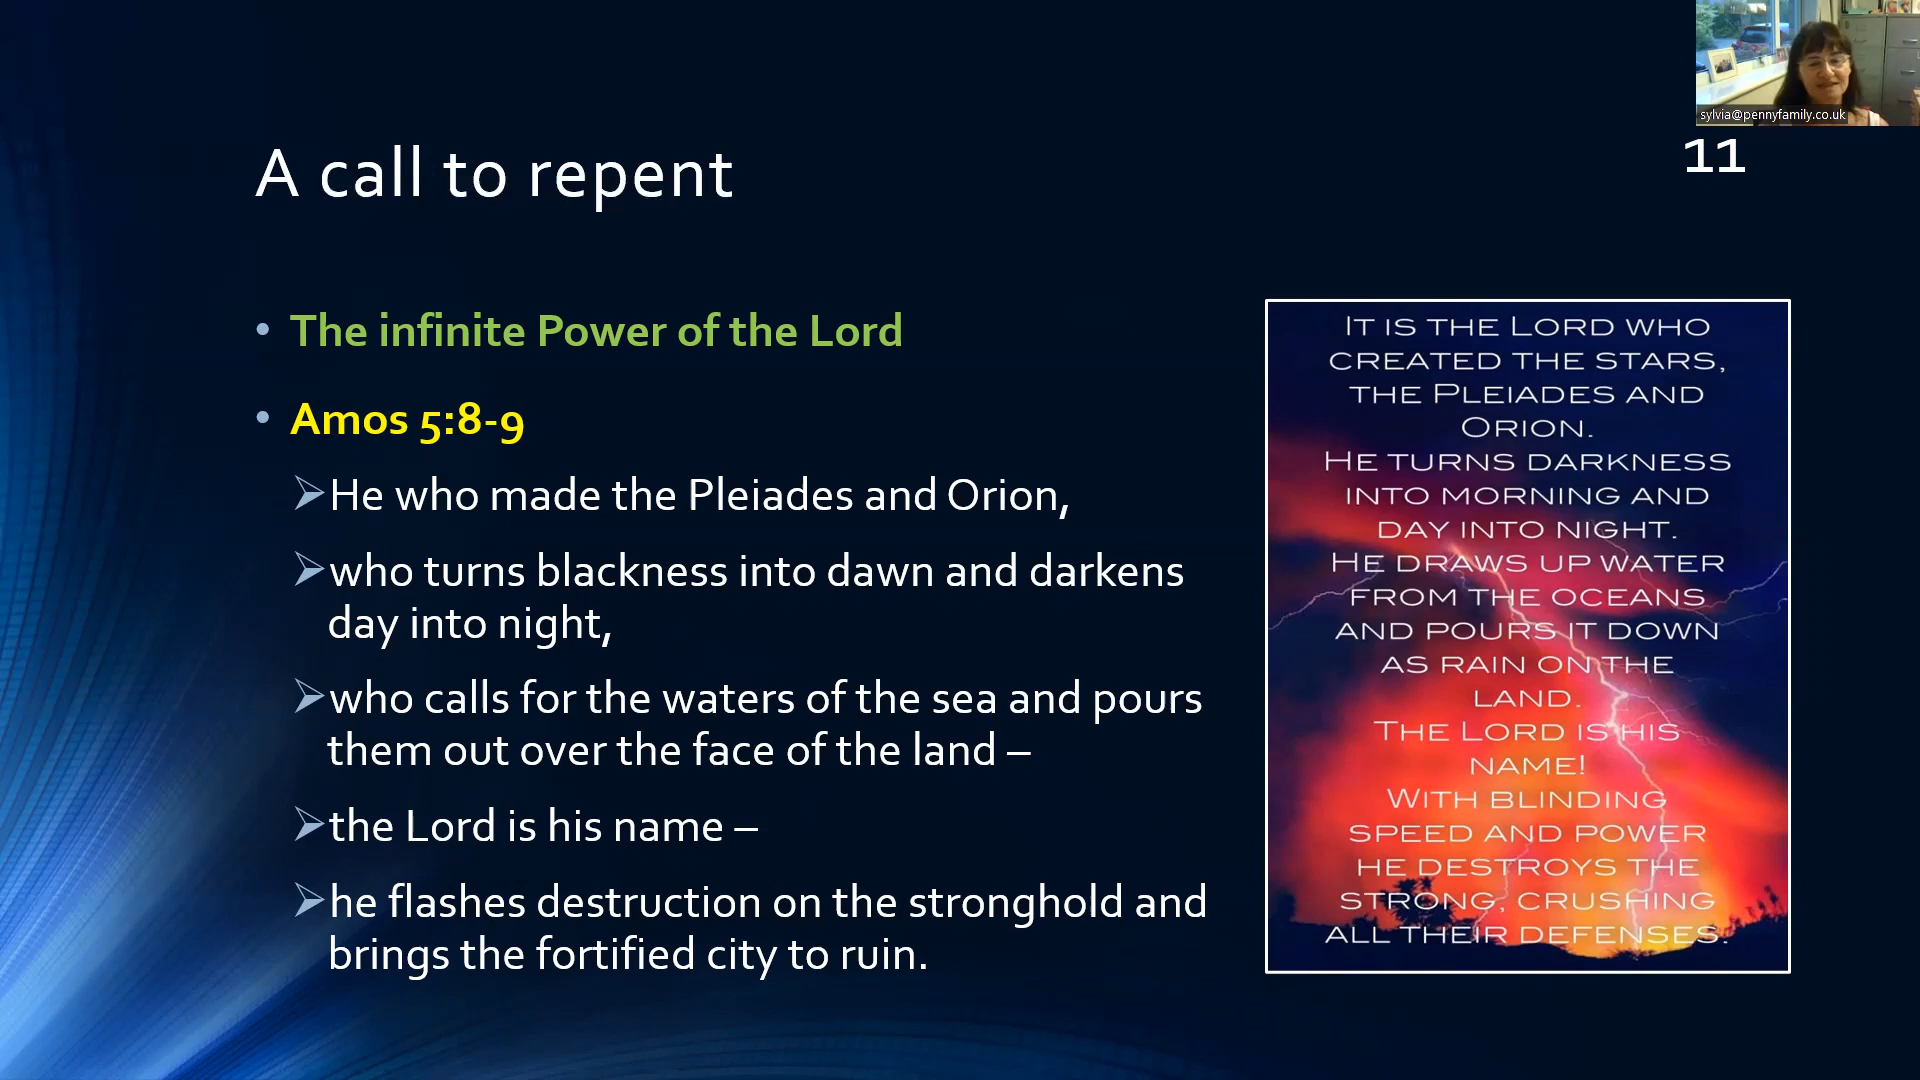 sylvia@pennyfamily.co.uk
11
A call to repent
• The infinite Power of the Lord
• Amos 5:8-9
➢He who made the Pleiades and Orion,
➢who turns blackness into dawn and darkens
day into night,
➢who calls for the waters of the sea and pours
them out over the face of the land –
➢the Lord is his name –
➢he flashes destruction on the stronghold and
brings the fortified city to ruin.
It is the Lord who
created the stars,
the Pleiades and
Orion.
He turns darkness
into morning and
day into night.
He draws up water
from the oceans
and pours it down
as rain on the
land.
The Lord is his
name!
With blinding
speed and power
he destroys the
strong, crushing
all their defenses.